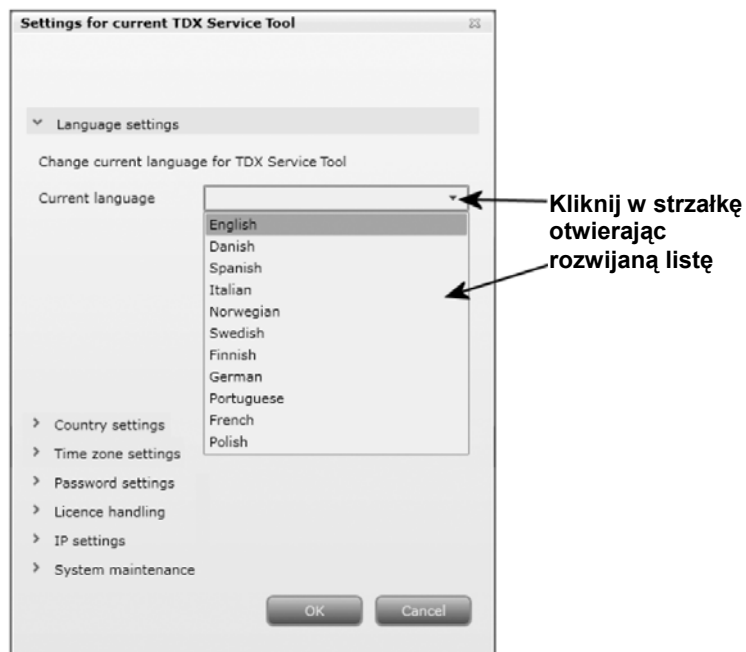 Settings for current TDX Service Tool
Language settings
Change current language for TDX Service Tool
Current language
Kliknij w strzałkę
otwierając
rozwijaną listę
English
Danish
Spanish
Italian
Norwegian
Swedish
Finnish
German
Portuguese
French
Polish
Country settings
Time zone settings
Password settings
Licence handling
IP settings
System maintenance
OK Cancel